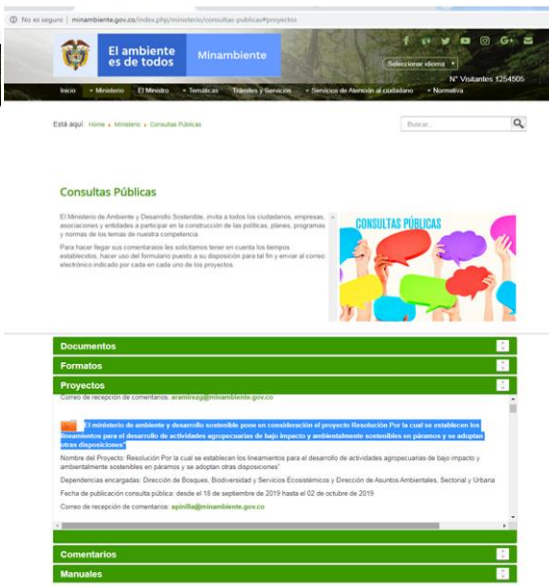 No es seguro | minambiente.gov.co/index.php/ministerio/consultas-publicas#proyectos
El ambiente
es de todos
Minambiente
Seleccionar idioma
N° Visitantes 1254505
Inicio
Ministerio
El Ministro
Temáticas
Trámites y Servicios
Servicios de Atención al ciudadano
Normativa
Está aquí: Home Ministerio Consultas Públicas
Buscar...
Consultas Públicas
El Ministerio de Ambiente y Desarrollo Sostenible, invita a todos los ciudadanos, empresas,
asociaciones y entidades a participar en la construcción de las políticas, planes, programas
y normas de los temas de nuestra competencia.
Para hacer llegar sus comentaraios les solicitamos tener en cuenta los tiempos
establecidos, hacer uso del formulario puesto a su disposición para tal fin y enviar al correo
electrónico indicado por cada en cada uno de los proyectos.
CONSULTAS PÚBLICAS
Documentos
Formatos
Proyectos
Correo de recepción de comentarios: aramirezg@minambiente.gov.co
El ministerio de ambiente y desarrollo sostenible pone en consideración el proyecto Resolución Por la cual se establecen los
lineamientos para el desarrollo de actividades agropecuarias de bajo impacto y ambientalmente sostenibles en páramos y se adoptan
otras disposiciones"
Nombre del Proyecto: Resolución Por la cual se establecen los lineamientos para el desarrollo de actividades agropecuarias de bajo impacto y
ambientalmente sostenibles en páramos y se adoptan otras disposiciones"
Dependencias encargadas: Dirección de Bosques, Biodiversidad y Servicios Ecosistémicos y Dirección de Asuntos Ambientales, Sectorial y Urbana
Fecha de publicación consulta pública: desde el 18 de septiembre de 2019 hasta el 02 de octubre de 2019
Correo de recepción de comentarios: apinilla@minambiente.gov.co
Comentarios
Manuales